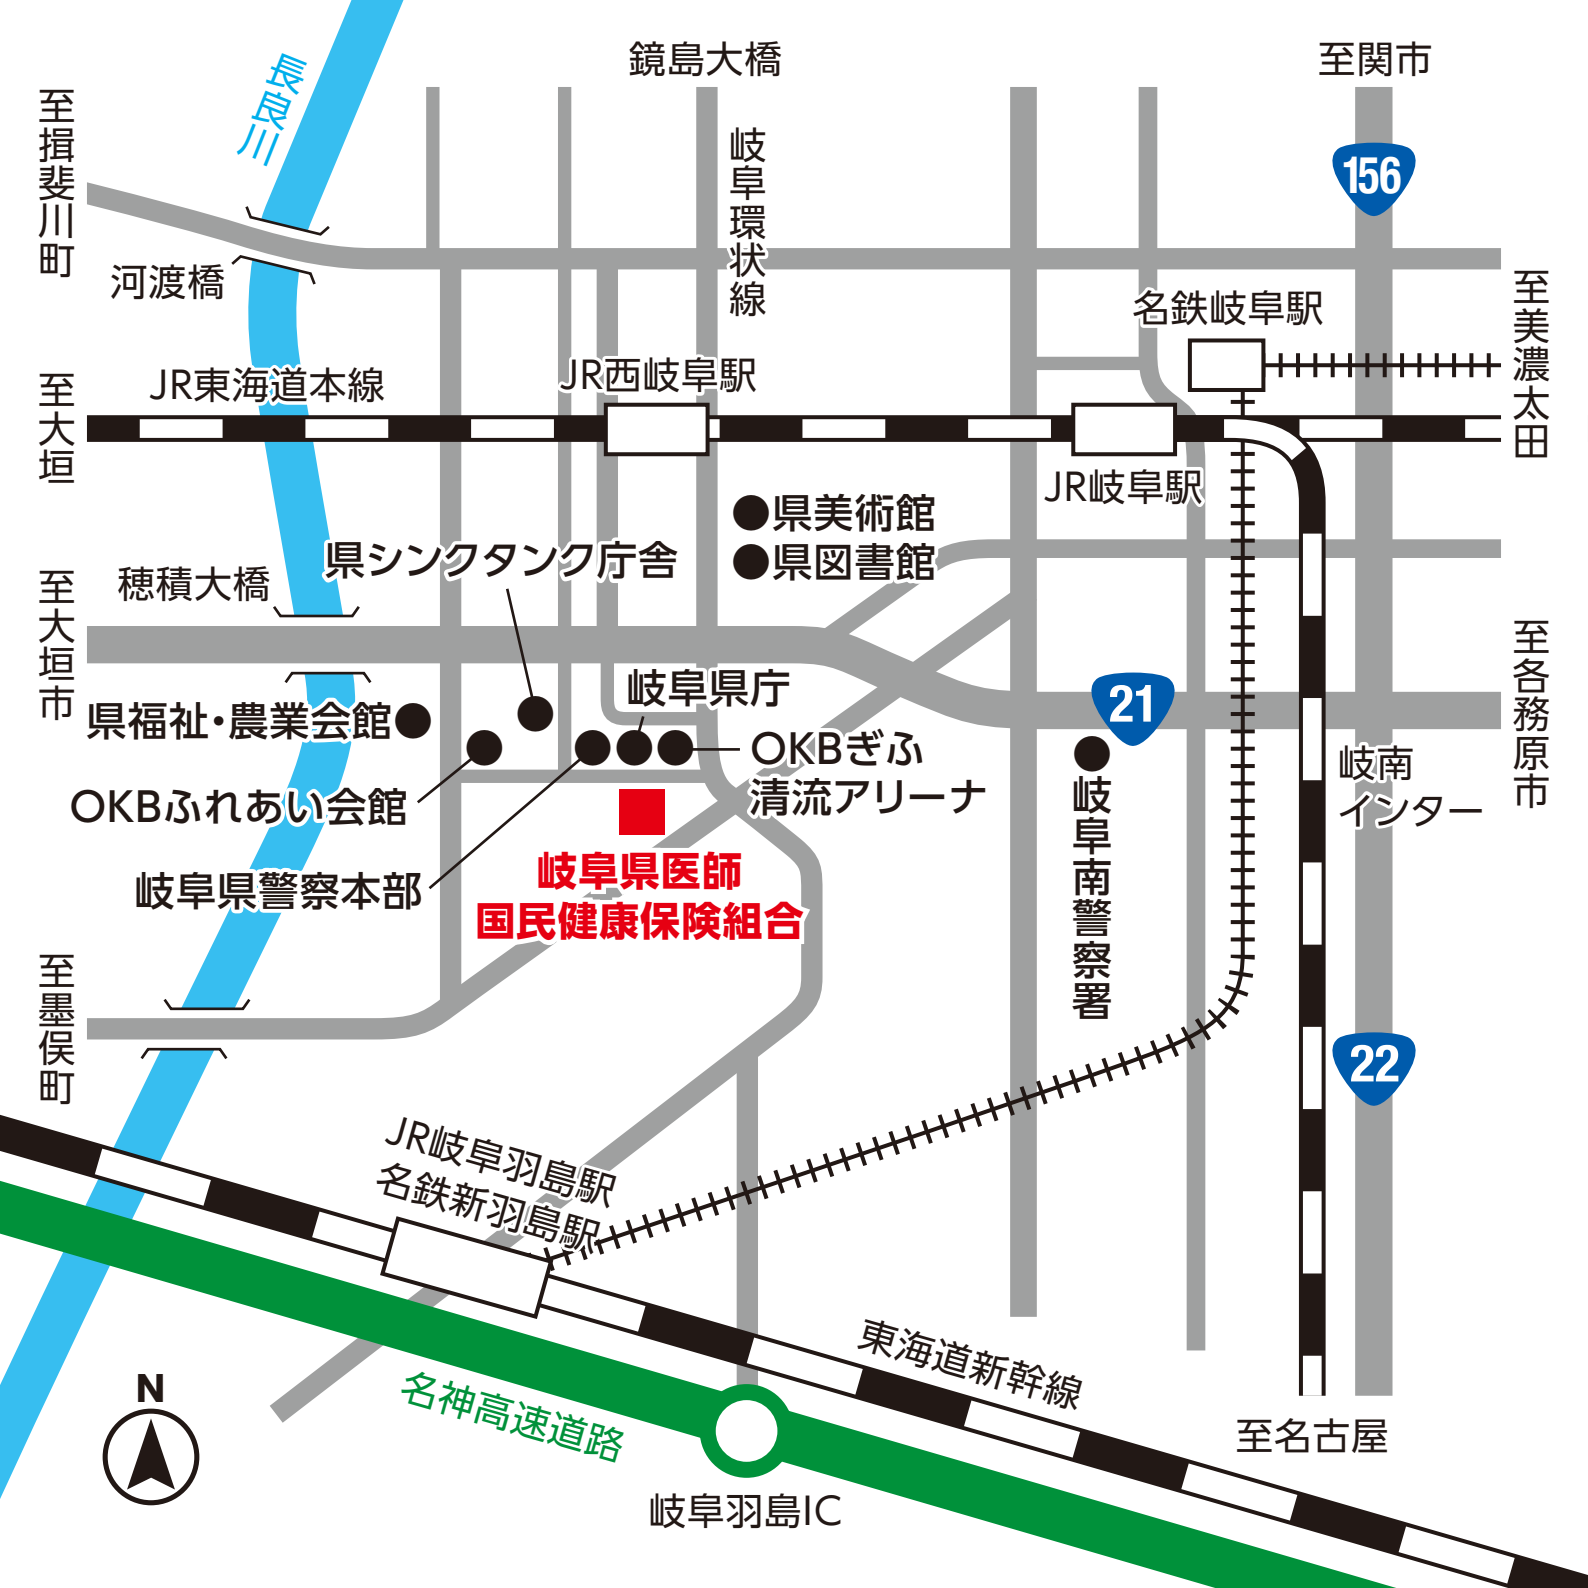 鏡島大橋
至関市
長良川
至揖斐川町
岐阜環状線
156
河渡橋
至美濃太田
名鉄岐阜駅
JR東海道本線
JR西岐阜駅
至大垣
JR岐阜駅
●県美術館
●県図書館
県シンクタンク庁舎
穂積大橋
至大垣市
至各務原市
岐阜県庁
21
県福祉・農業会館
OKBぎふ
清流アリーナ
岐南
インター
OKBふれあい会館
岐阜南警察署
岐阜県医師
国民健康保険組合
岐阜県警察本部
至墨俣町
22
JR岐阜羽島駅
名鉄新羽島駅
東海道新幹線
名神高速道路
N
至名古屋
岐阜羽島IC